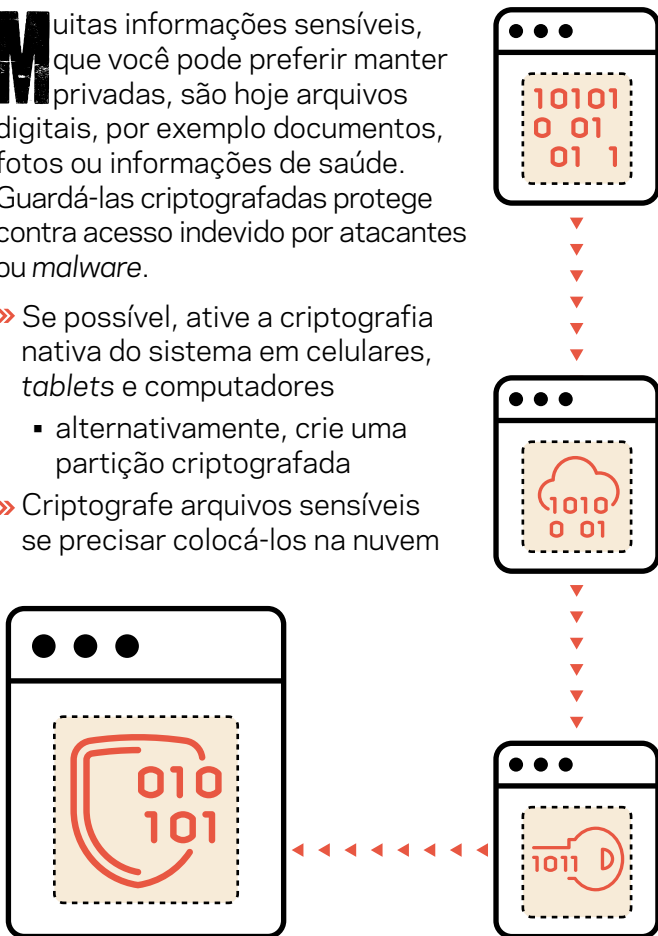 Muitas informações sensíveis,
que você pode preferir manter
privadas, são hoje arquivos
digitais, por exemplo documentos,
fotos ou informações de saúde.
Guardá-las criptografadas protege
contra acesso indevido por atacantes
ou malware.
» Se possível, ative a criptografia
nativa do sistema em celulares,
tablets e computadores
▪ alternativamente, crie uma
partição criptografada
» Criptografe arquivos sensíveis
se precisar colocá-los na nuvem
10101
0 01
01 1
1010
0 01
1011
010
101